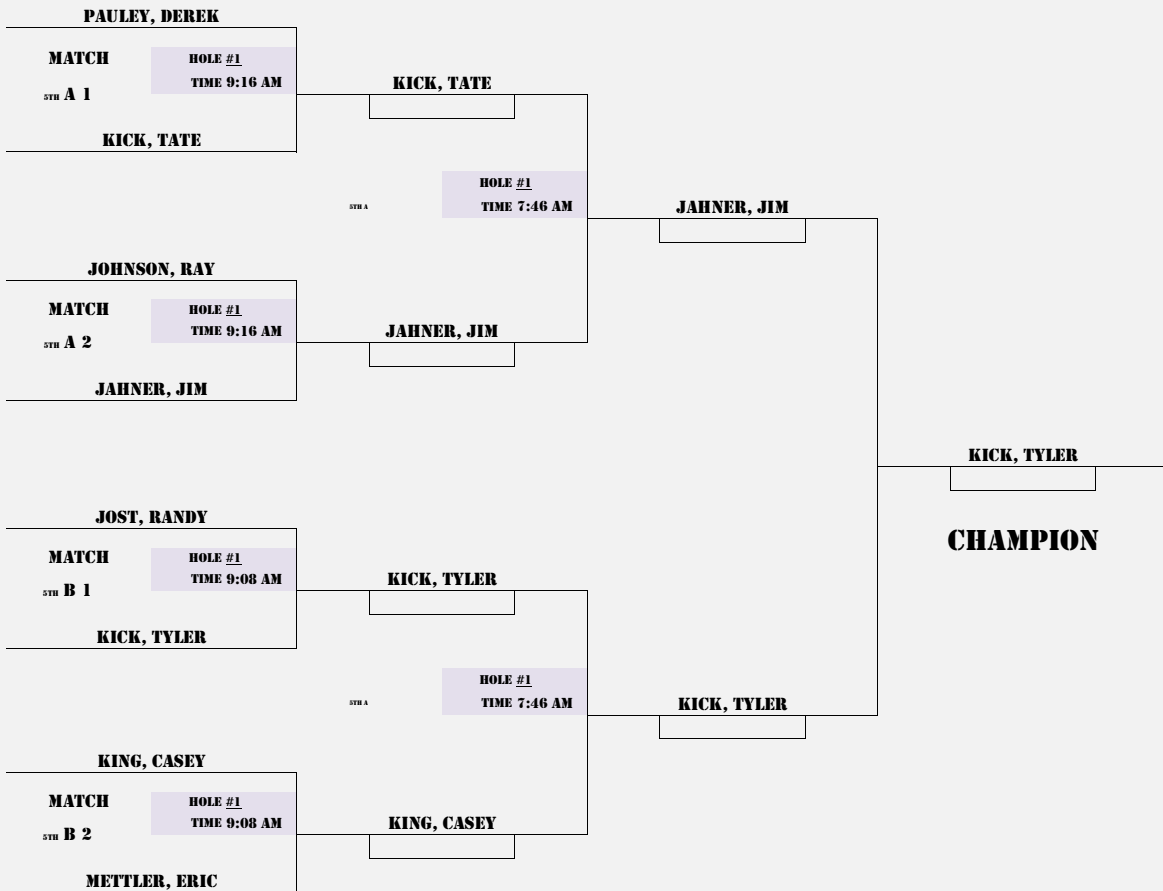 PAULEY, DEREK
MATCH
HOLE #1
TIME 9:16 AM
5TH A 1
KICK, TATE
KICK, TATE
HOLE #1
5TH A
TIME 7:46 AM
JAHNER, JIM
JOHNSON, RAY
MATCH
HOLE #1
TIME 9:16 AM
5TH A 2
JAHNER, JIM
JAHNER, JIM
KICK, TYLER
CHAMPION
JOST, RANDY
MATCH
HOLE #1
TIME 9:08 AM
5TH B 1
KICK, TYLER
KICK, TYLER
HOLE #1
5TH A
TIME 7:46 AM
KICK, TYLER
KING, CASEY
MATCH
HOLE #1
TIME 9:08 AM
5TH B 2
KING, CASEY
METTLER, ERIC